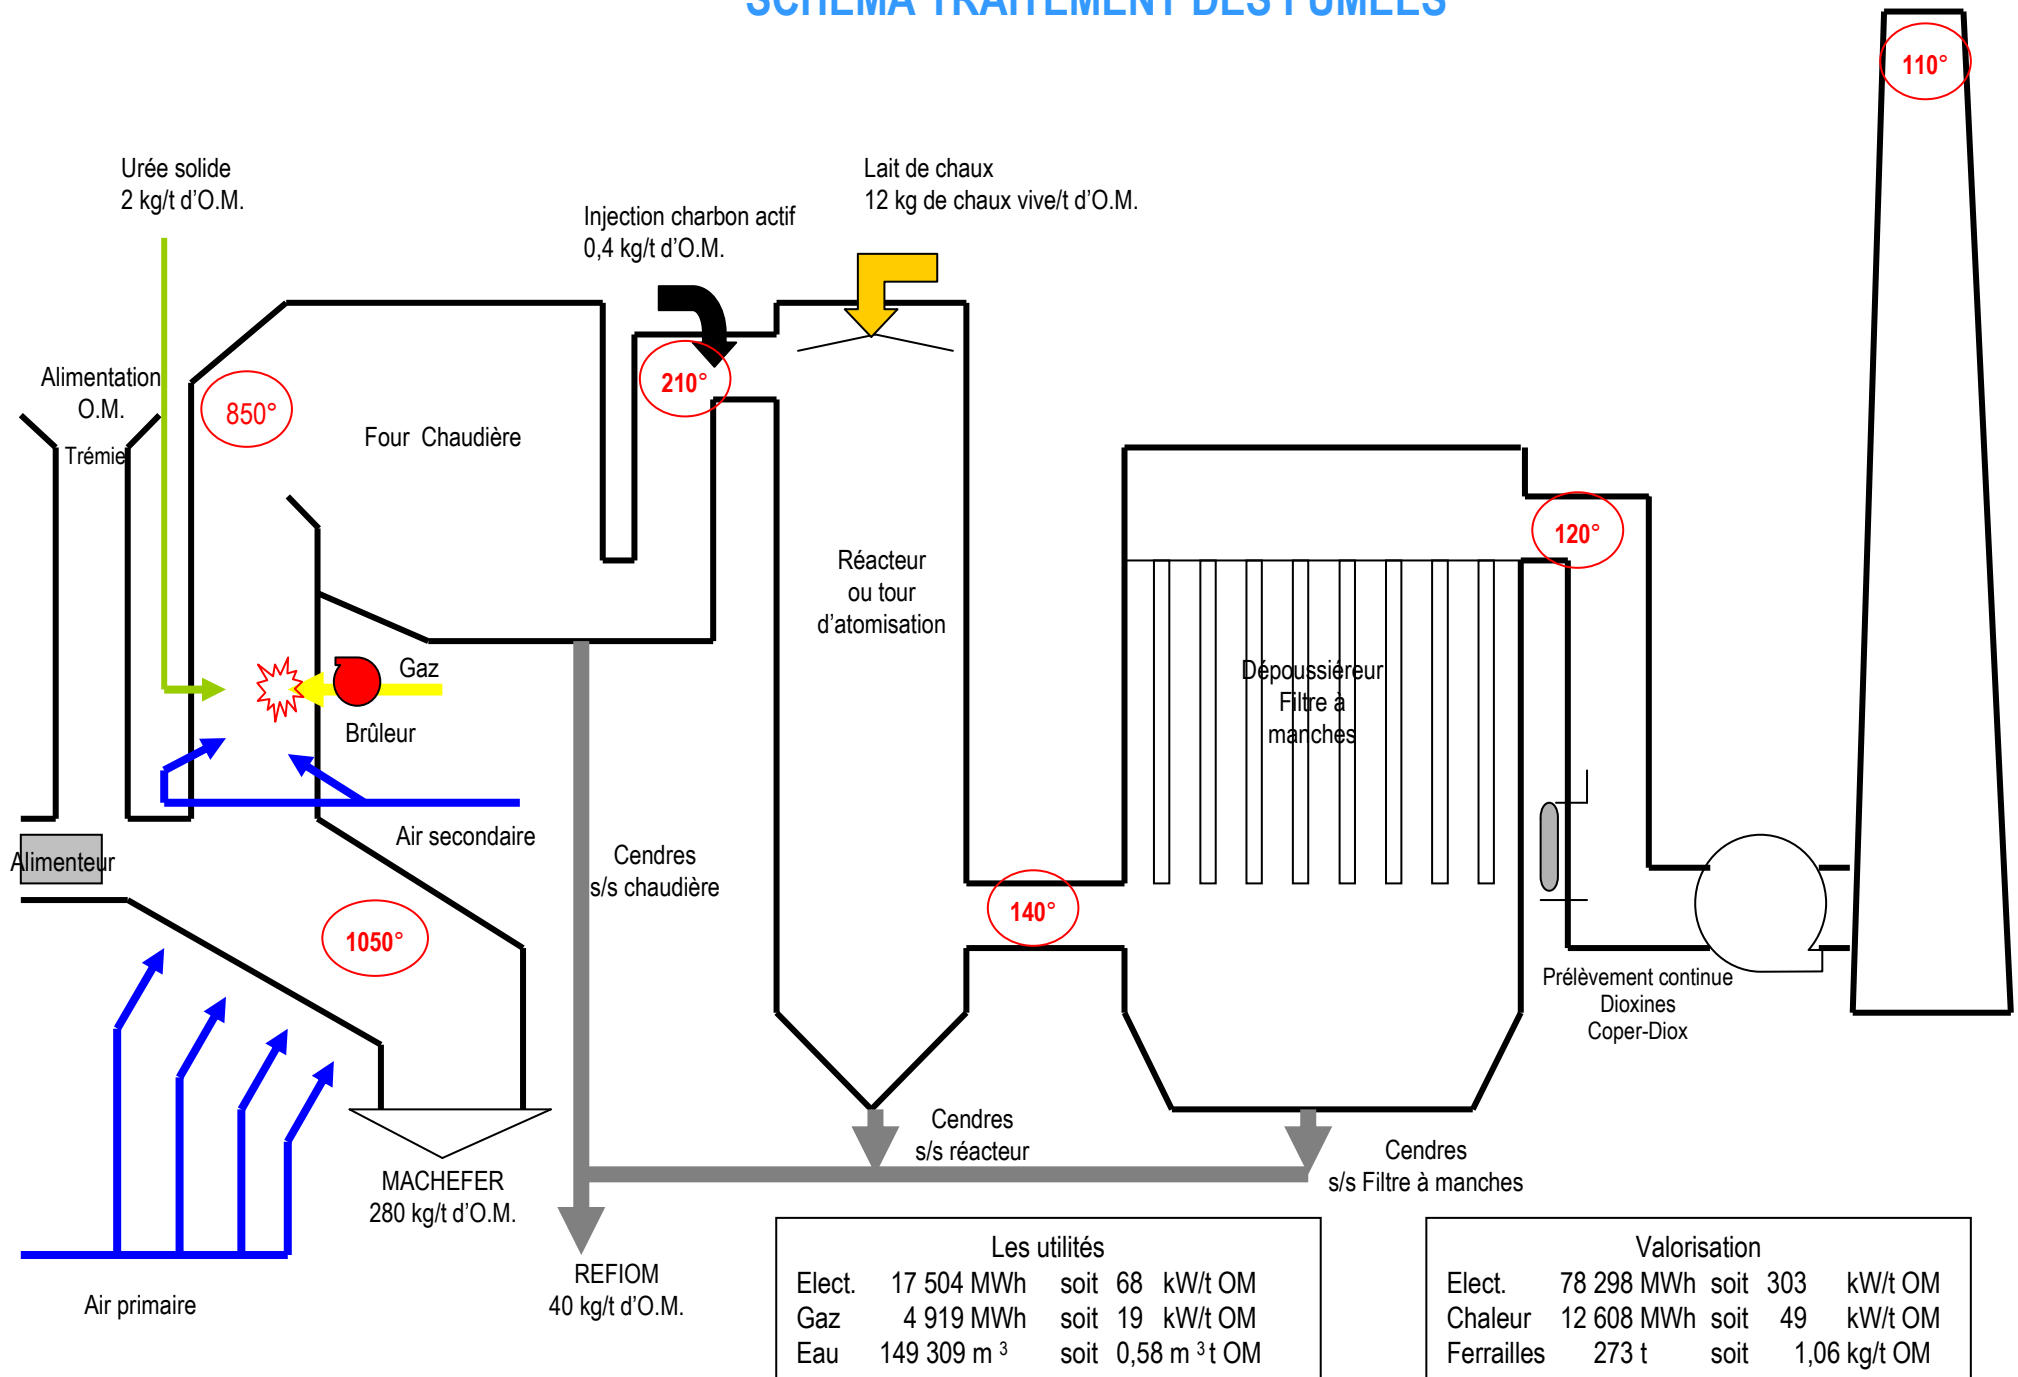 SCHEMA TRAITEMENT DES FUMEES
110°
Urée solide
2 kg/t d'O.M.
Injection charbon actif
0,4 kg/t d'O.M.
Lait de chaux
12 kg de chaux vive/t d'O.M.
Alimentation
O.M.
Trémie
850°
Four Chaudière
210°
Réacteur
ou tour
d'atomisation
120°
Dépoussiéreur
Filtre à
manches
Gaz
Brûleur
Air secondaire
Alimenteur
Cendres
s/s chaudière
1050°
140°
Prélèvement continue
Dioxines
Coper-Diox
Cendres
s/s réacteur
Cendres
s/s Filtre à manches
MACHEFER
280 kg/t d'O.M.
REFIOM
40 kg/t d'O.M.
Air primaire
Les utilités
Elect. 17 504 MWh soit 68 kW/t OM
Gaz 4 919 MWh soit 19 kW/t OM
Eau 149 309 m ³ soit 0,58 m ³ t OM
Valorisation
Elect. 78 298 MWh soit 303 kW/t OM
Chaleur 12 608 MWh soit 49 kW/t OM
Ferrailles 273 t soit 1,06 kg/t OM